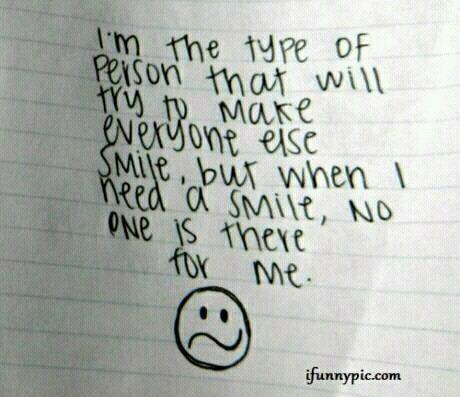 I'm the type of
Person that will
try to make
everyone else
smile, but when I
need a smile, no
one is there
for me.
ifunnypic.com